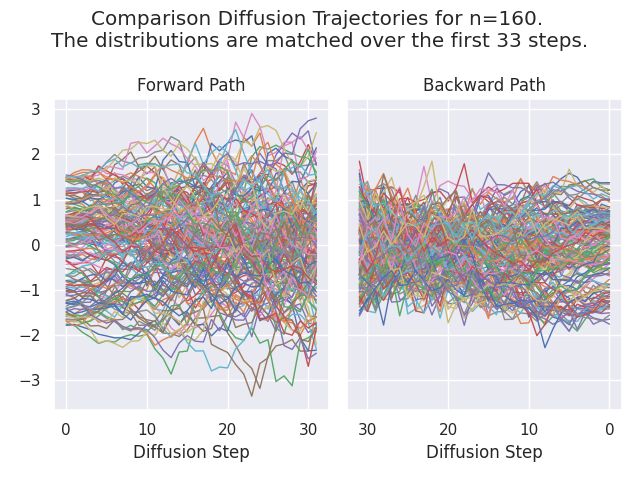 Comparison Diffusion Trajectories for n=160.
The distributions are matched over the first 33 steps.
Forward Path
Backward Path
3
2
1
0
−1
−2
−3
0 10 20 30
30 20 10 0
Diffusion Step
Diffusion Step